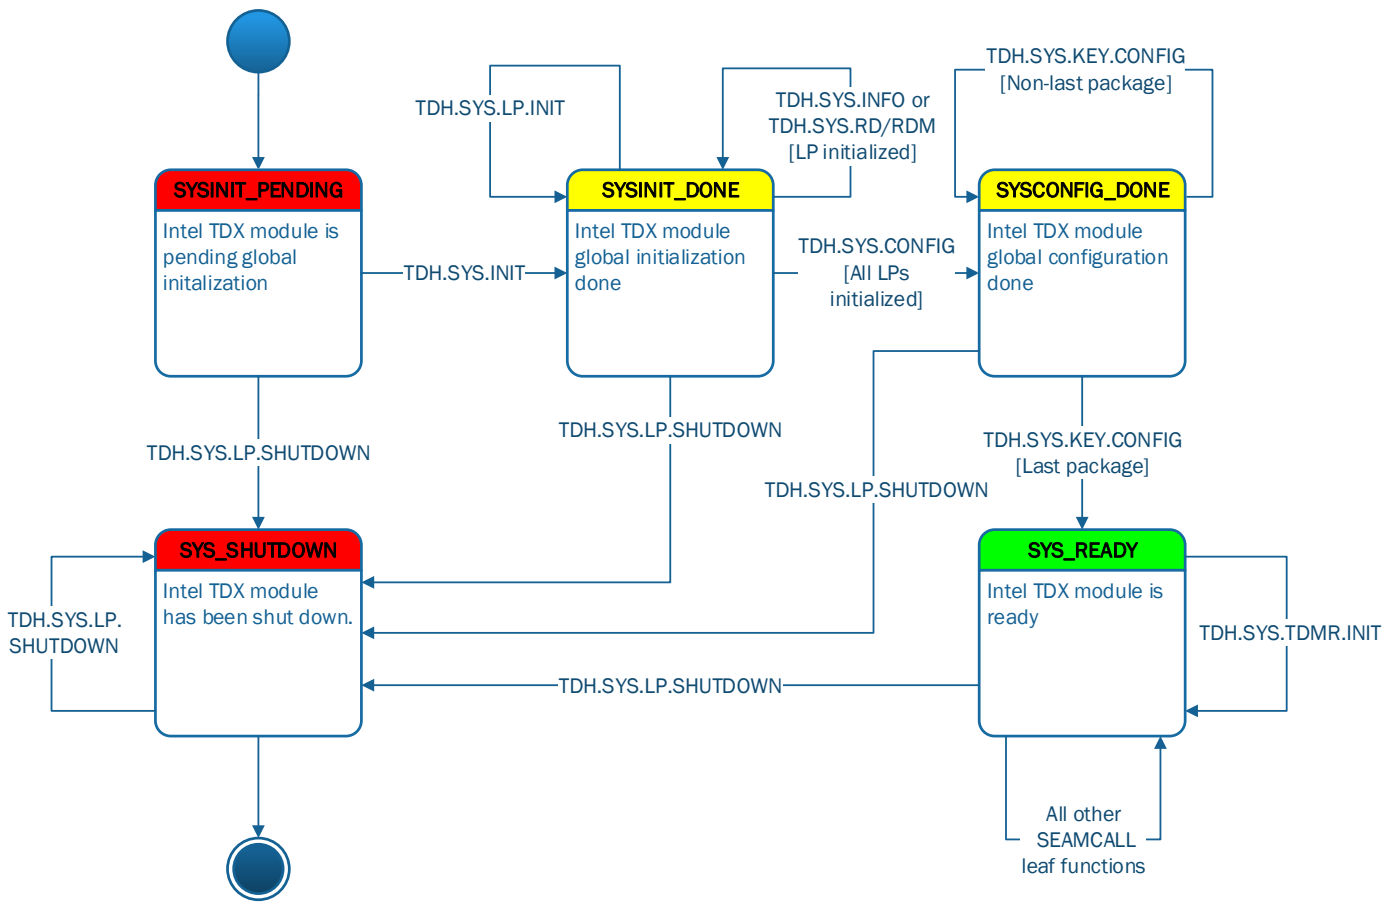 TDH.SYS.KEY.CONFIG
[Non-last package]
TDH.SYS.LP.INIT
TDH.SYS.INFO or
TDH.SYS.RD/RDM
[LP initialized]
SYSINIT_PENDING
Intel TDX module is
pending global
initalization
SYSINIT_DONE
Intel TDX module
global initialization
done
SYSCONFIG_DONE
Intel TDX module
global configuration
done
TDH.SYS.INIT
TDH.SYS.CONFIG
[All LPs
initialized]
TDH.SYS.LP.SHUTDOWN
TDH.SYS.LP.SHUTDOWN
TDH.SYS.LP.SHUTDOWN
TDH.SYS.KEY.CONFIG
[Last package]
SYS_SHUTDOWN
Intel TDX module
has been shut down.
SYS_READY
Intel TDX module is
ready
TDH.SYS.LP.
SHUTDOWN
TDH.SYS.TDMR.INIT
TDH.SYS.LP.SHUTDOWN
All other
SEAMCALL
leaf functions